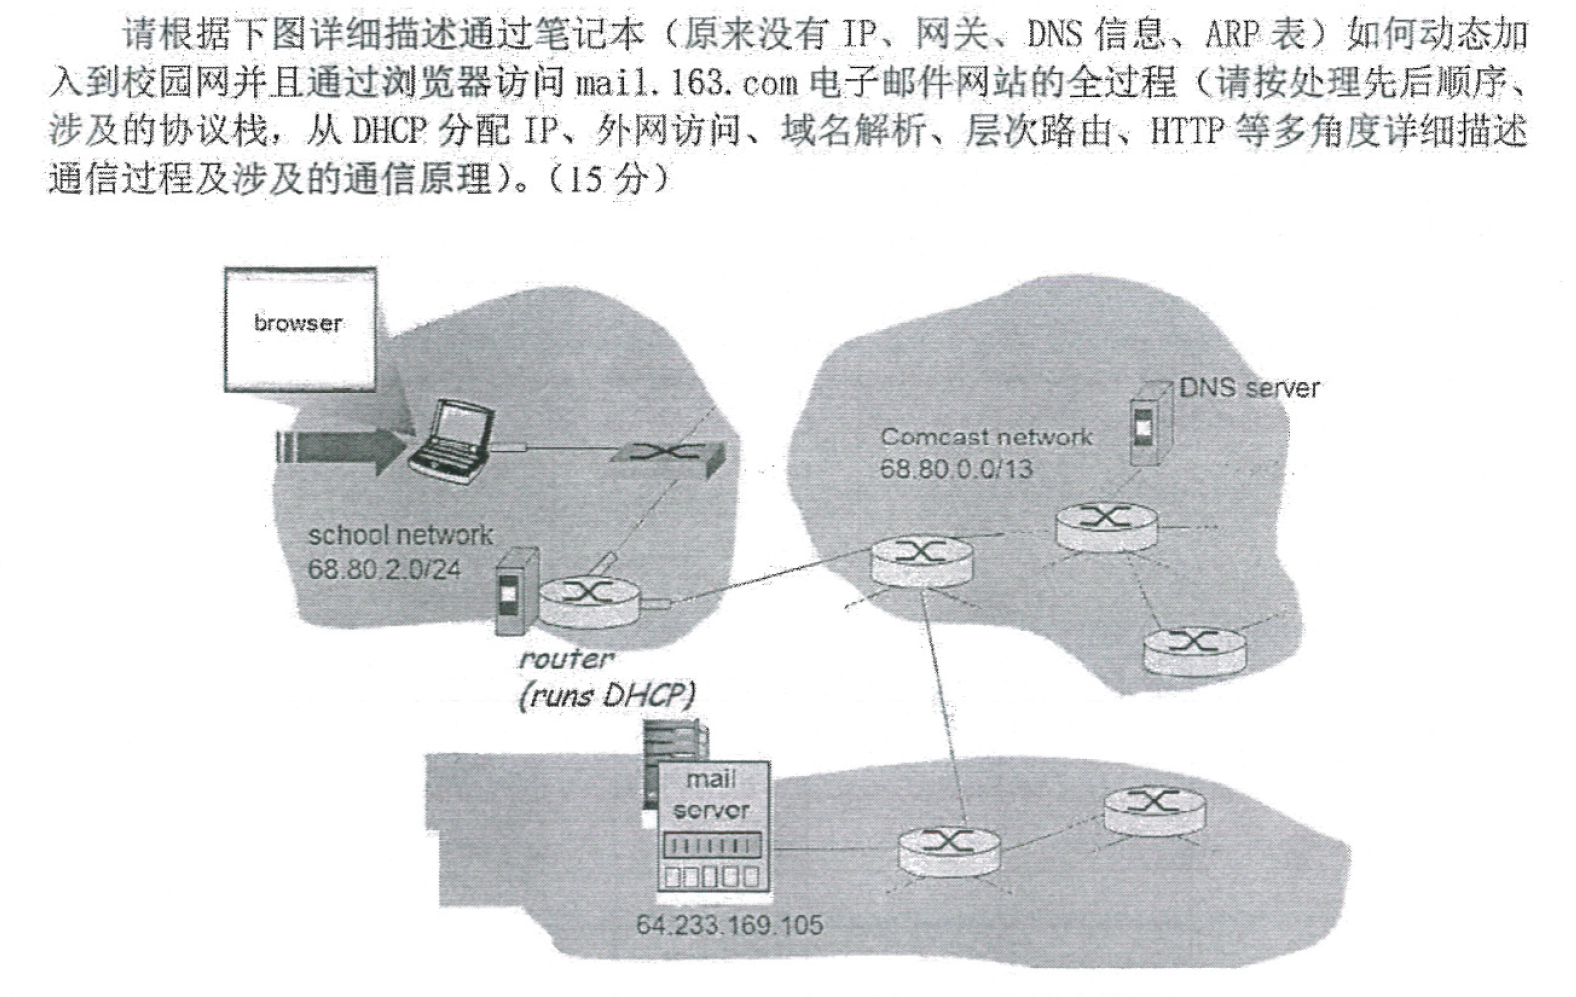 请根据下图详细描述通过笔记本（原来没有 IP、网关、DNS 信息、ARP 表）如何动态加
入到校园网并且通过浏览器访问 mail.163.com 电子邮件网站的全过程（请按处理先后顺序、
涉及的协议栈，从 DHCP 分配 IP、外网访问、域名解析、层次路由、HTTP 等多角度详细描述
通信过程及涉及的通信原理）。（15 分）
browser
DNS server
Comcast network
68.80.0.0/13
school network
68.80.2.0/24
router
(runs DHCP)
mail
server
64.233.169.105